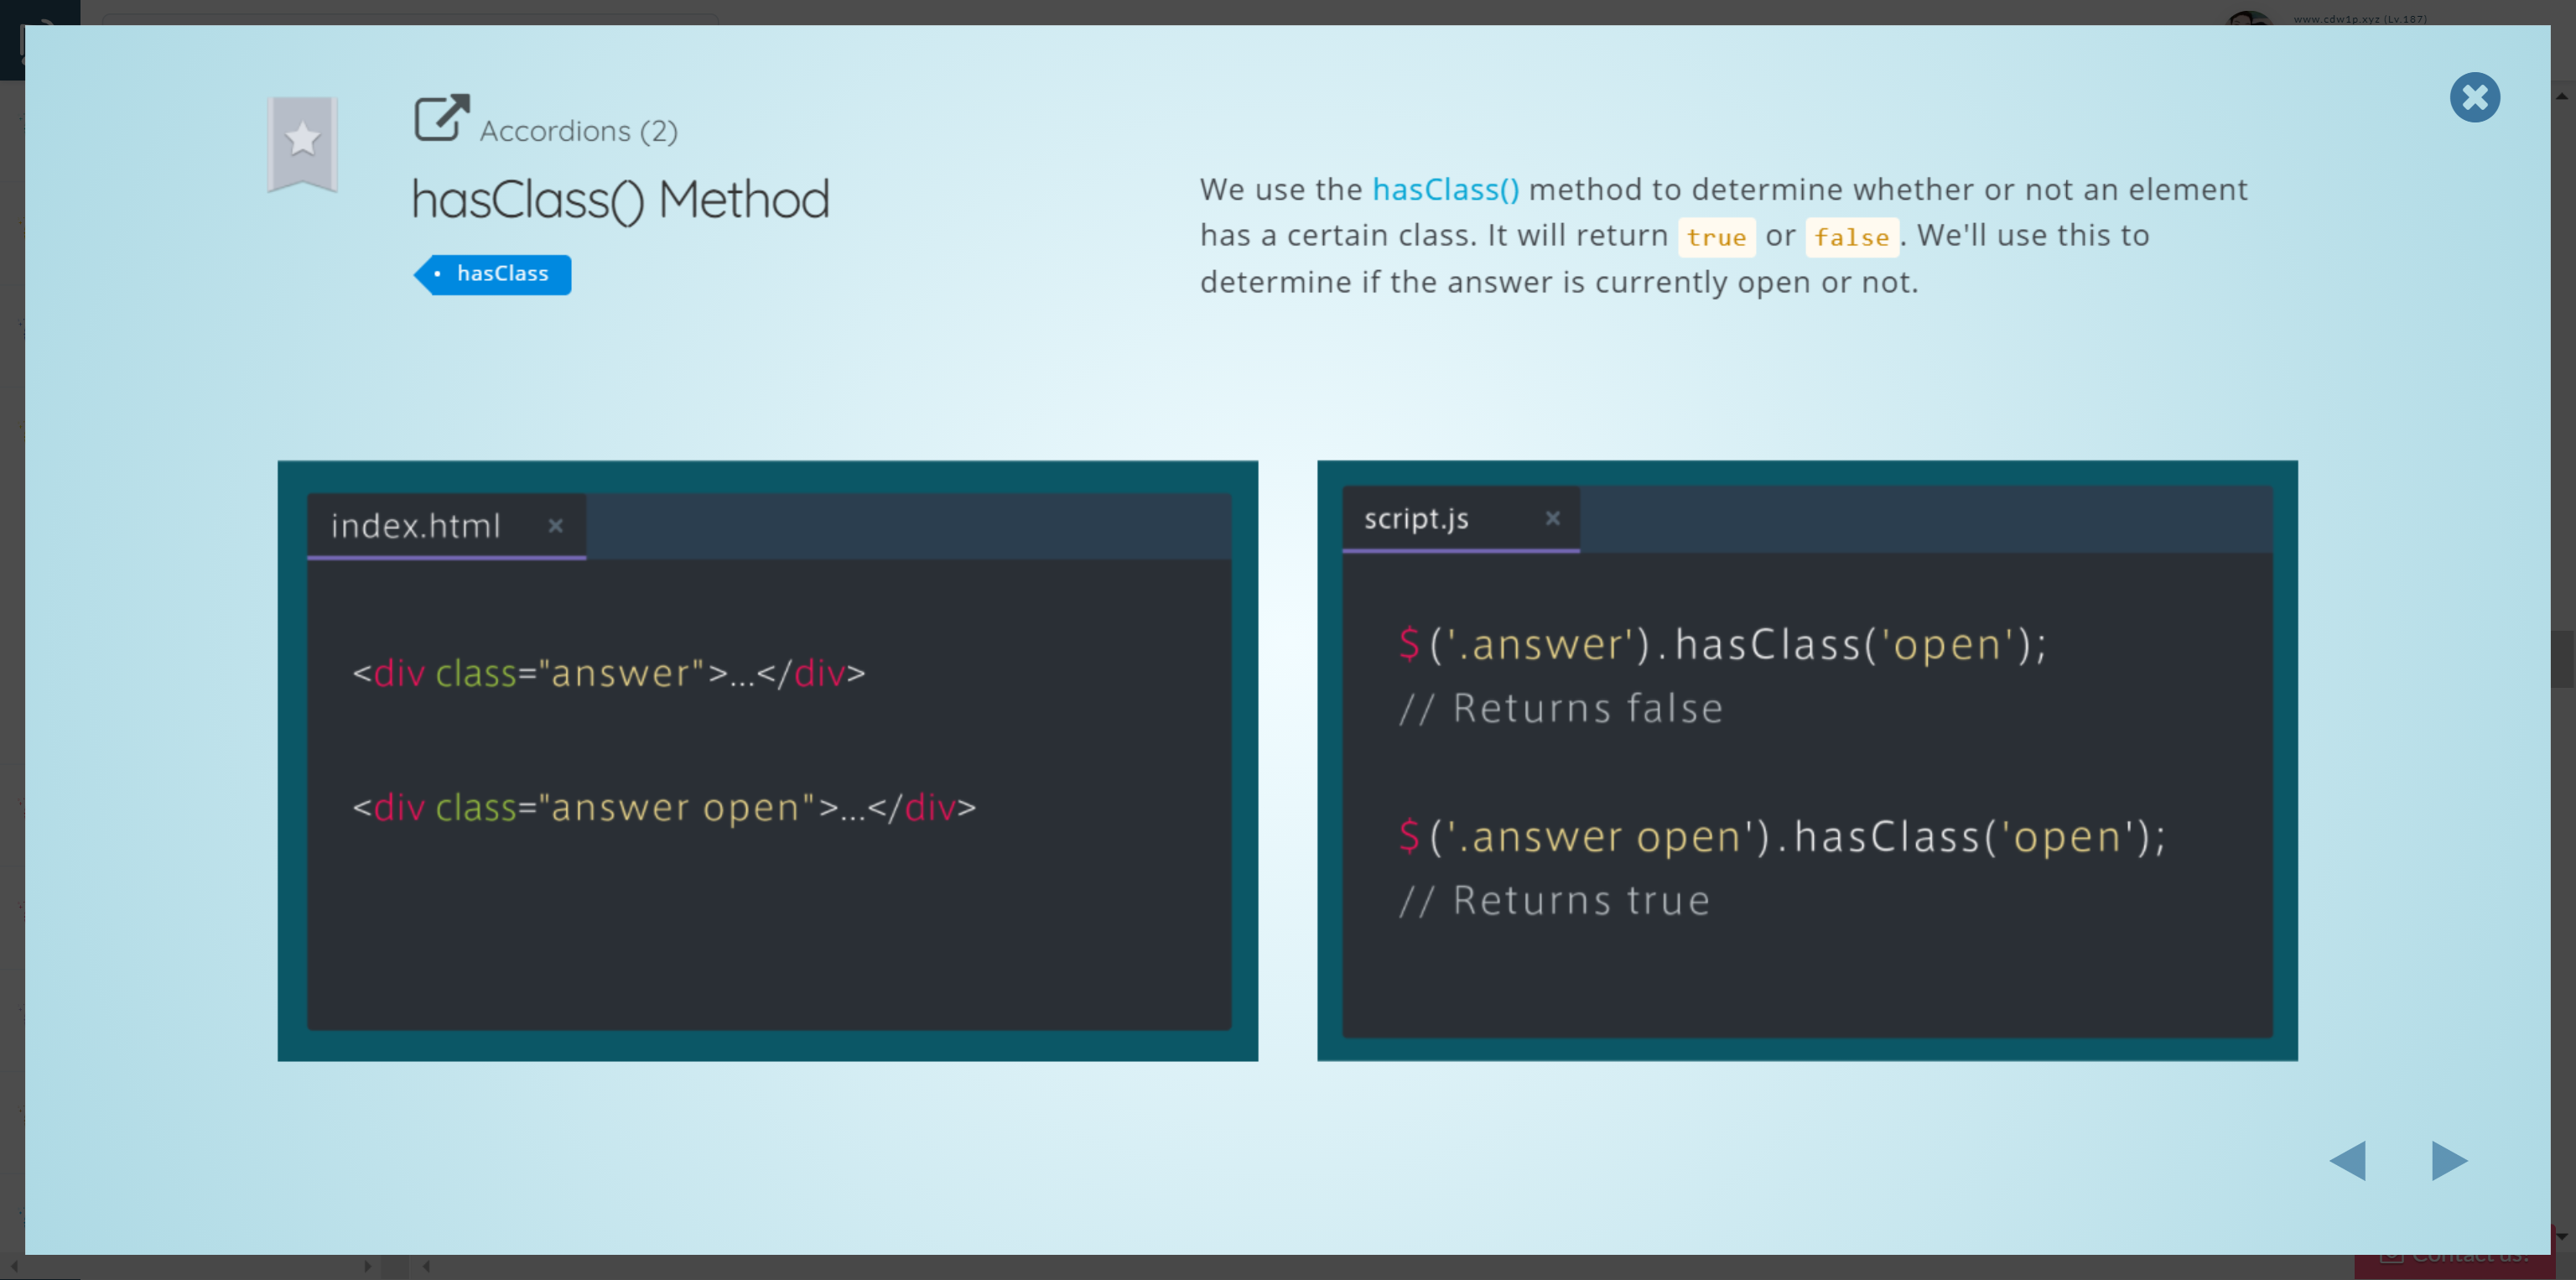 www.cdw1p.xyz (Lv.187)
Accordions (2)
hasClass() Method
• hasClass
We use the hasClass() method to determine whether or not an element
has a certain class. It will return true or false. We'll use this to
determine if the answer is currently open or not.
index.html ×
<div class="answer">...</div>
<div class="answer open">...</div>
script.js ×
$('.answer').hasClass('open');
// Returns false
$('.answer open').hasClass('open');
// Returns true
Contact us!